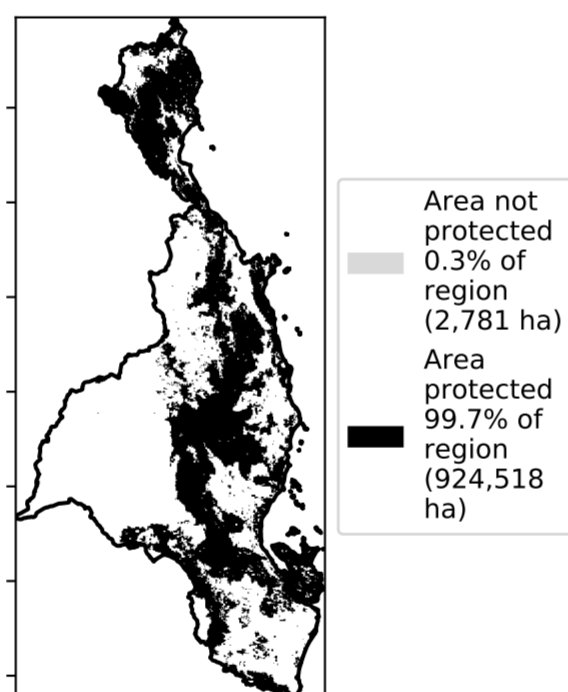 Area not
protected
0.3% of
region
(2,781 ha)
Area
protected
99.7% of
region
(924,518
ha)